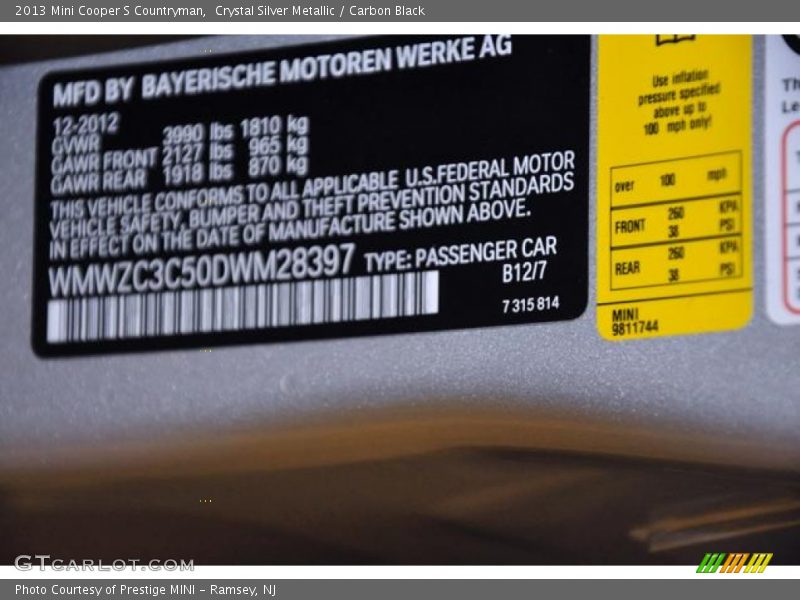 2013 Mini Cooper S Countryman, Crystal Silver Metallic / Carbon Black
MFD BY BAYERISCHE MOTOREN WERKE AG
12-2012
GVWR 3990 lbs 1810 kg
GAWR FRONT 2127 lbs 965 kg
GAWR REAR 1918 lbs 870 kg
THIS VEHICLE CONFORMS TO ALL APPLICABLE U.S.FEDERAL MOTOR
VEHICLE SAFETY, BUMPER AND THEFT PREVENTION STANDARDS
IN EFFECT ON THE DATE OF MANUFACTURE SHOWN ABOVE.
WMWZC3C50DWM28397 TYPE: PASSENGER CAR
B12/7
7 315 814
Use inflation
pressure specified
above up to
100 mph only!
over 100 mph
FRONT 260 KPA
38 PSI
REAR 260 KPA
38 PSI
MINI
9811744
GTCARLOT.COM
Photo Courtesy of Prestige MINI - Ramsey, NJ